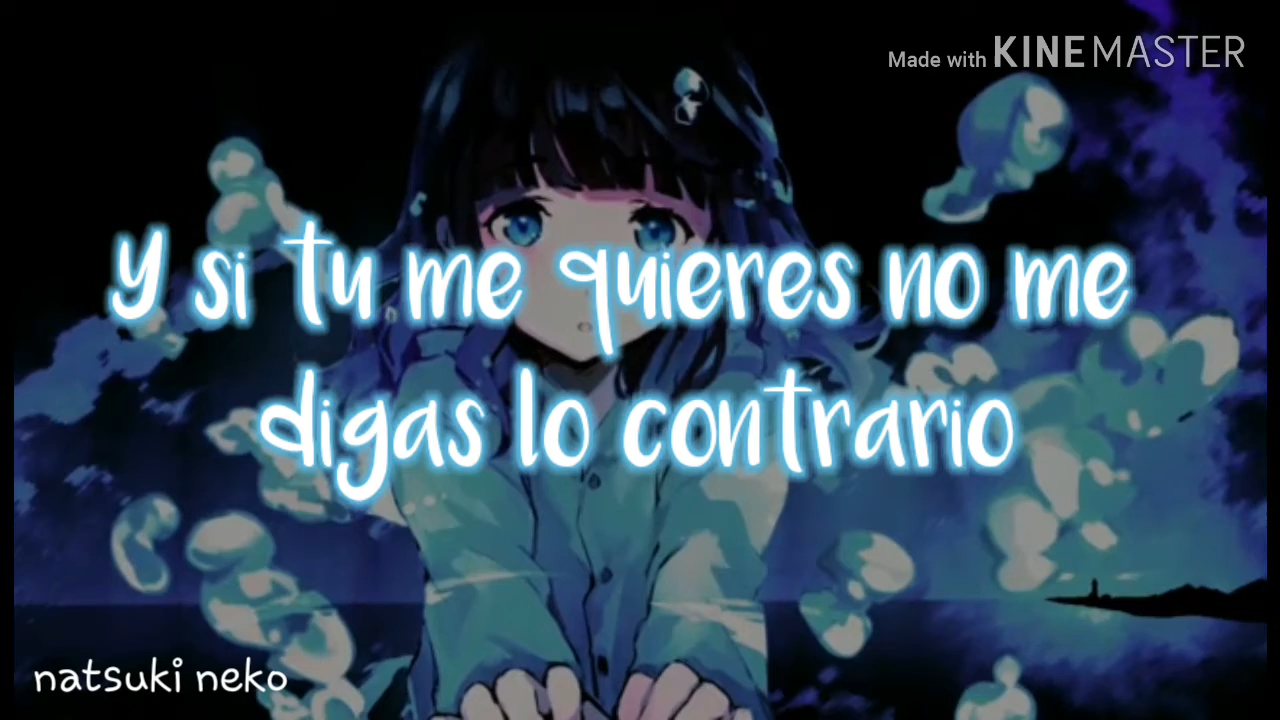 Made with KINEMASTER
y si tu me quieres no me
digas lo contrario
natsuki neko